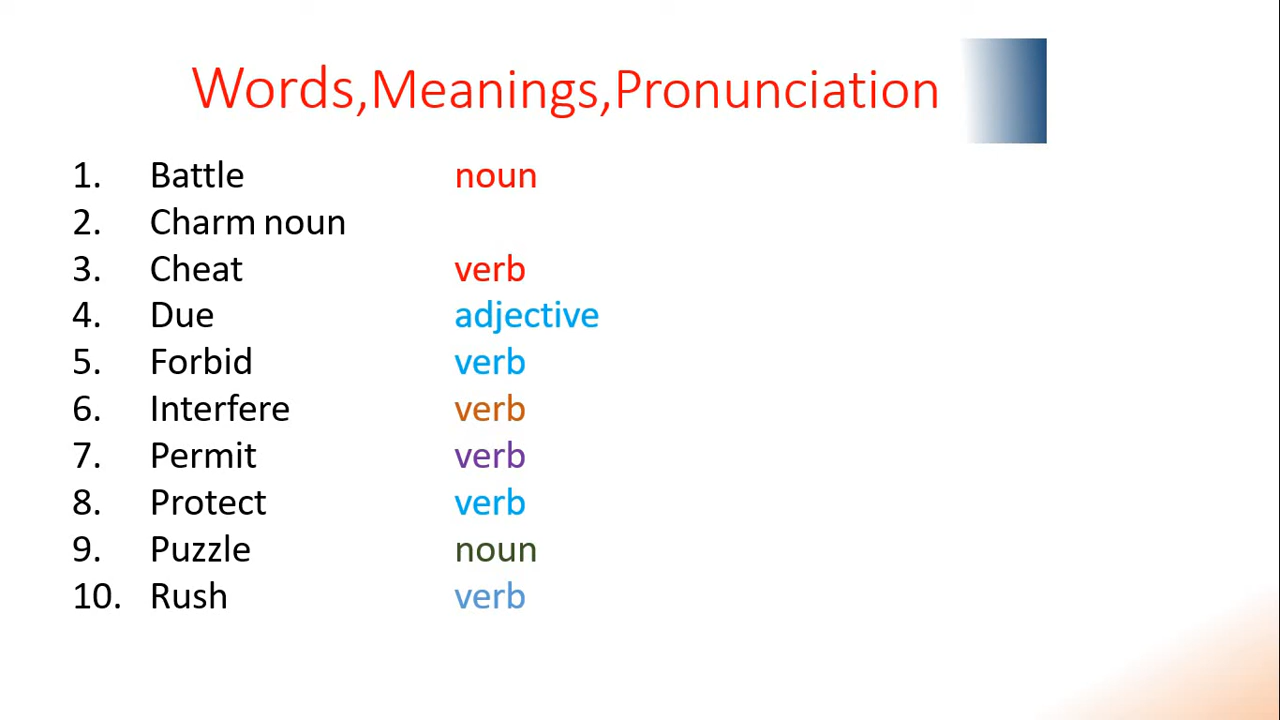 Words,Meanings,Pronunciation
1. Battle noun
2. Charm noun
3. Cheat verb
4. Due adjective
5. Forbid verb
6. Interfere verb
7. Permit verb
8. Protect verb
9. Puzzle noun
10. Rush verb